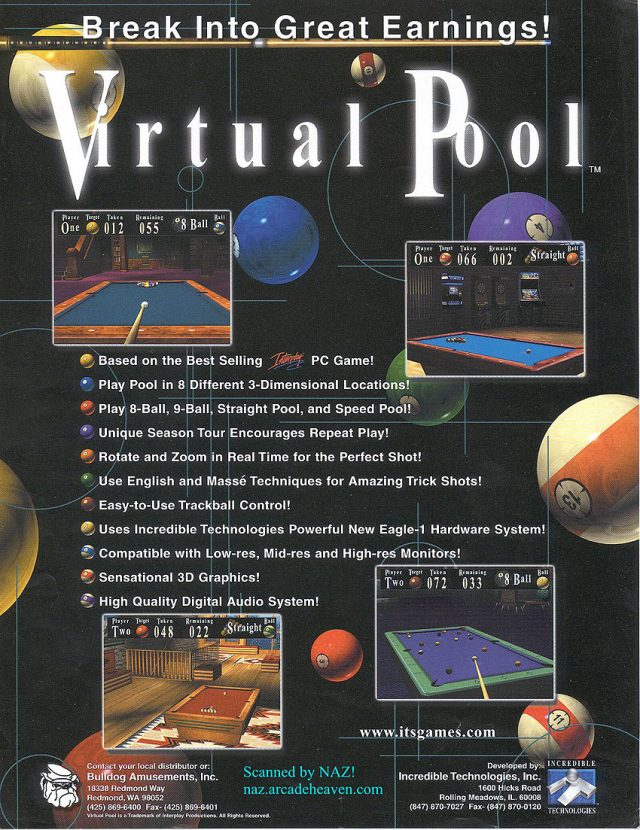 Break Into Great Earnings!
Virtual Pool™
Player Target Taken Remaining Ball
One 012 055 8 Ball
4
Player Target Taken Remaining Ball
One 066 002 Straight
Based on the Best Selling Interplay PC Game!
Play Pool in 8 Different 3-Dimensional Locations!
Play 8-Ball, 9-Ball, Straight Pool, and Speed Pool!
Unique Season Tour Encourages Repeat Play!
Rotate and Zoom in Real Time for the Perfect Shot!
Use English and Massé Techniques for Amazing Trick Shots!
Easy-to-Use Trackball Control!
Uses Incredible Technologies Powerful New Eagle-1 Hardware System!
Compatible with Low-res, Mid-res and High-res Monitors!
Sensational 3D Graphics!
High Quality Digital Audio System!
13
Player Target Taken Remaining Ball
Two 072 033 8 Ball
Player Target Taken Remaining Ball
Two 048 022 Straight
11
www.itsgames.com
Contact your local distributor or:
Bulldog Amusements, Inc.
18338 Redmond Way
Redmond, WA 98052
(425) 869-6400 Fax- (425) 869-6401
Virtual Pool is a Trademark of Interplay Productions. All Rights Reserved.
Scanned by NAZ!
naz.arcadeheaven.com
Developed by:
Incredible Technologies, Inc.
1600 Hicks Road
Rolling Meadows, IL. 60008
(847) 870-7027 Fax- (847) 870-0120
INCREDIBLE
TECHNOLOGIES